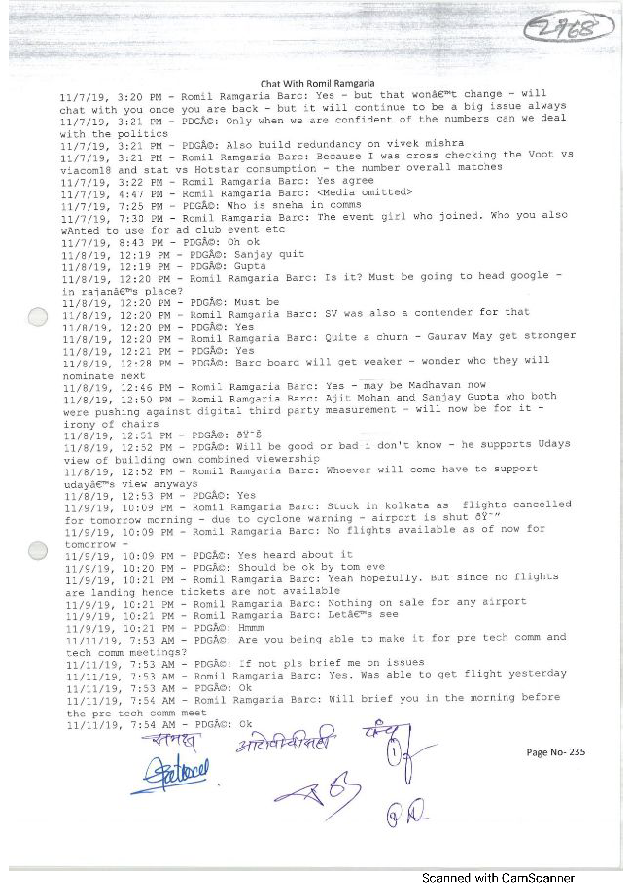 2768
Chat With Romil Ramgaria
11/7/19, 3:20 PM - Romil Ramgaria Barc: Yes - but that wonâ€™t change - will
chat with you once you are back - but it will continue to be a big issue always
11/7/19, 3:21 PM - PDGÂ©: Only when we are confident of the numbers can we deal
with the politics
11/7/19, 3:21 PM - PDGÂ©: Also build redundancy on vivek mishra
11/7/19, 3:21 PM - Romil Ramgaria Barc: Because I was cross checking the Voot vs
viacom18 and stat vs Hotstar consumption - the number overall matches
11/7/19, 3:22 PM - Romil Ramgaria Barc: Yes agree
11/7/19, 4:47 PM - Romil Ramgaria Barc: <Media omitted>
11/7/19, 7:25 PM - PDGÂ©: Who is sneha in comms
11/7/19, 7:30 PM - Romil Ramgaria Barc: The event girl who joined. Who you also
wAnted to use for ad club event etc
11/7/19, 8:43 PM - PDGÂ©: Oh ok
11/8/19, 12:19 PM - PDGÂ©: Sanjay quit
11/8/19, 12:19 PM - PDGÂ©: Gupta
11/8/19, 12:20 PM - Romil Ramgaria Barc: Is it? Must be going to head google -
in rajanâ€™s place?
11/8/19, 12:20 PM - PDGÂ©: Must be
11/8/19, 12:20 PM - Romil Ramgaria Barc: SV was also a contender for that
11/8/19, 12:20 PM - PDGÂ©: Yes
11/8/19, 12:20 PM - Romil Ramgaria Barc: Quite a churn - Gaurav May get stronger
11/8/19, 12:21 PM - PDGÂ©: Yes
11/8/19, 12:28 PM - PDGÂ©: Barc board will get weaker - wonder who they will
nominate next
11/8/19, 12:46 PM - Romil Ramgaria Barc: Yes - may be Madhavan now
11/8/19, 12:50 PM - Romil Ramgaria Barc: Ajit Mohan and Sanjay Gupta who both
were pushing against digital third party measurement - will now be for it -
irony of chairs
11/8/19, 12:51 PM - PDGÂ©:
11/8/19, 12:52 PM - PDGÂ©: Will be good or bad i don't know - he supports Udays
view of building own combined viewership
11/8/19, 12:52 PM - Romil Ramgaria Barc: Whoever will come have to support
udayâ€™s view anyways
11/8/19, 12:53 PM - PDGÂ©: Yes
11/9/19, 10:09 PM - Romil Ramgaria Barc: Stuck in kolkata as flights cancelled
for tomorrow morning - due to cyclone warning - airport is shut
11/9/19, 10:09 PM - Romil Ramgaria Barc: No flights available as of now for
tomorrow -
11/9/19, 10:09 PM - PDGÂ©: Yes heard about it
11/9/19, 10:20 PM - PDGÂ©: Should be ok by tom eve
11/9/19, 10:21 PM - Romil Ramgaria Barc: Yeah hopefully. But since no flights
are landing hence tickets are not available
11/9/19, 10:21 PM - Romil Ramgaria Barc: Nothing on sale for any airport
11/9/19, 10:21 PM - Romil Ramgaria Barc: Letâ€™s see
11/9/19, 10:21 PM - PDGÂ©: Hmmm
11/11/19, 7:53 AM - PDGÂ©: Are you being able to make it for pre tech comm and
tech comm meetings?
11/11/19, 7:53 AM - PDGÂ©: If not pls brief me on issues
11/11/19, 7:53 AM - Romil Ramgaria Barc: Yes. Was able to get flight yesterday
11/11/19, 7:53 AM - PDGÂ©: Ok
11/11/19, 7:54 AM - Romil Ramgaria Barc: Will brief you in the morning before
the pre tech comm meet
11/11/19, 7:54 AM - PDGÂ©: Ok
समक्ष
Page No- 235
Scanned with CamScanner